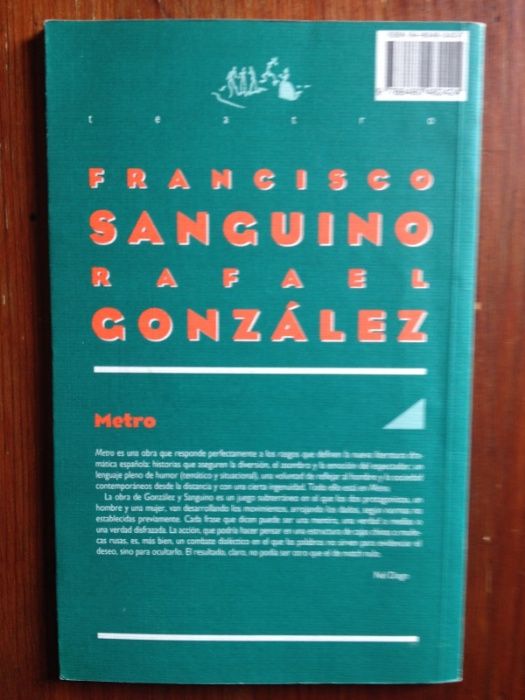 teatro
FRANCISCO
SANGUINO
RAFAEL
GONZÁLEZ
Metro
Metro es una obra que responde perfectamente a los rasgos que definen la nueva literatura dra-
mática española: historias que aseguren la diversión, el asombro y la emoción del espectador; un
lenguaje pleno de humor (temático y situacional), una voluntad de reflejar al hombre y la sociedad
contemporáneos desde la distancia y con una cierta ingenuidad. Todo ello está en Metro.
La obra de González y Sanguino es un juego subterráneo en el que los dos protagonistas, un
hombre y una mujer, van desarrollando los movimientos, arrojando los dados, según normas no
establecidas previamente. Cada frase que dicen puede ser una mentira, una verdad a medias o
una verdad disfrazada. La acción, que podría hacer pensar en una estructura de cajas chinas o muñe-
cas rusas, es, más bien, un combate dialéctico en el que las palabras no sirven para evidenciar el
deseo, sino para ocultarlo. El resultado, claro, no podía ser otro que el de match nulo.
Nel Diago